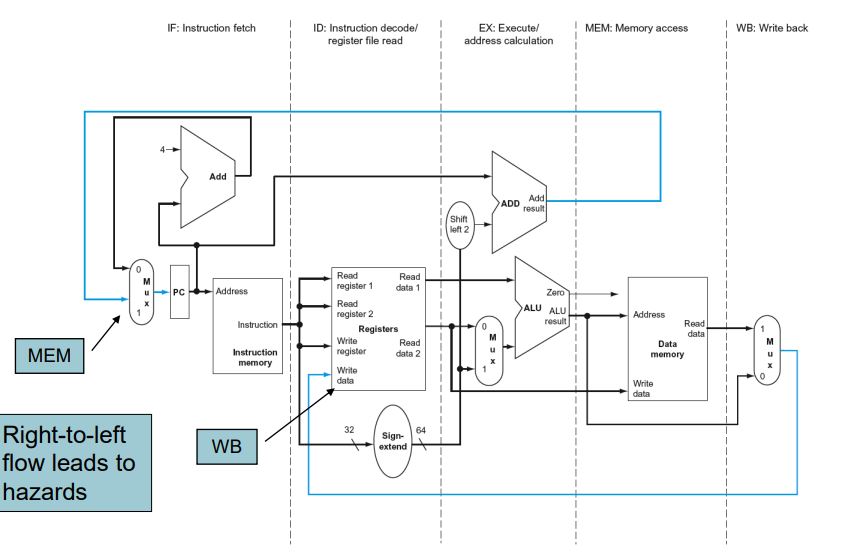 IF: Instruction fetch
ID: Instruction decode/
register file read
EX: Execute/
address calculation
MEM: Memory access
WB: Write back
4
Add
Shift
left 2
ADD
Add
result
0
M
u
x
1
PC
Address
Instruction
Instruction
memory
Read
register 1
Read
register 2
Write
register
Write
data
Registers
Read
data 1
Read
data 2
0
M
u
x
1
Zero
ALU
ALU
result
Address
Data
memory
Read
data
Write
data
1
M
u
x
0
32
Sign-
extend
64
MEM
WB
Right-to-left
flow leads to
hazards